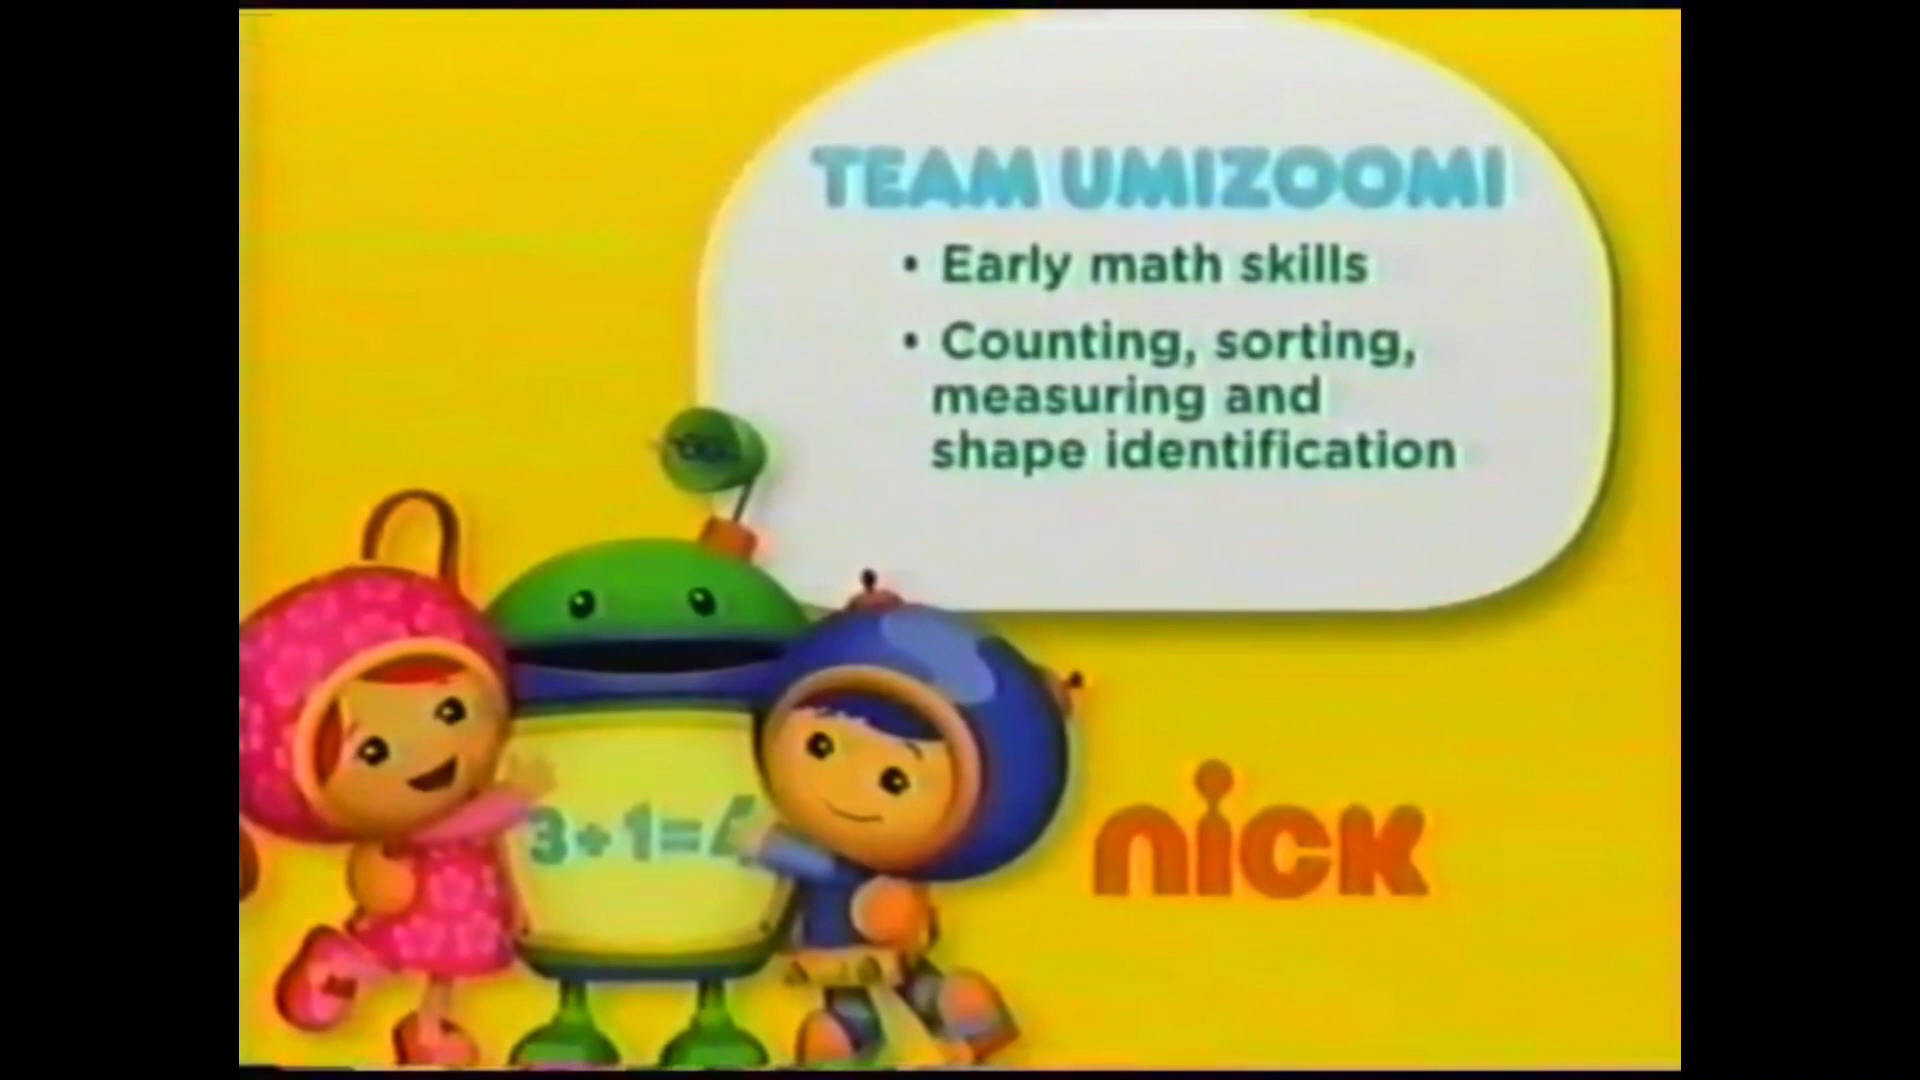 TEAM UMIZOOMI
• Early math skills
• Counting, sorting,
measuring and
shape identification
3+1=4
nick